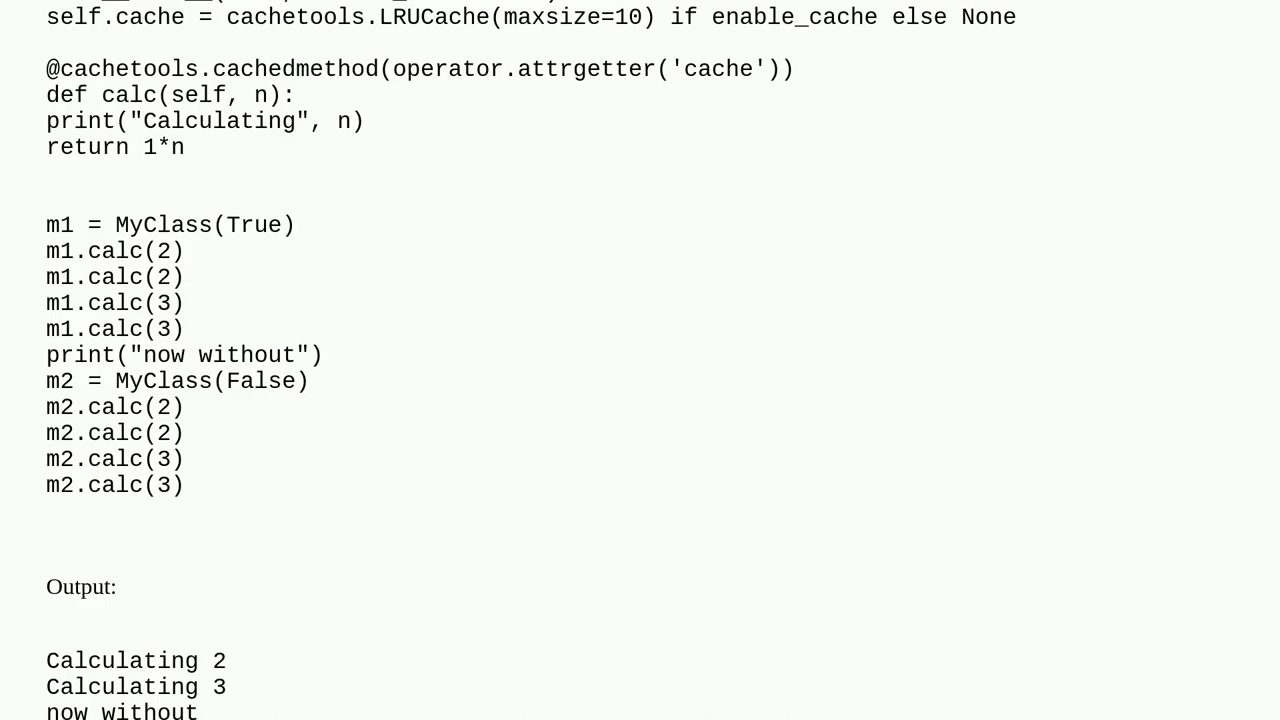 self.cache = cachetools.LRUCache(maxsize=10) if enable_cache else None
@cachetools.cachedmethod(operator.attrgetter('cache'))
def calc(self, n):
print("Calculating", n)
return 1*n
m1 = MyClass(True)
m1.calc(2)
m1.calc(2)
m1.calc(3)
m1.calc(3)
print("now without")
m2 = MyClass(False)
m2.calc(2)
m2.calc(2)
m2.calc(3)
m2.calc(3)
Output:
Calculating 2
Calculating 3
now without